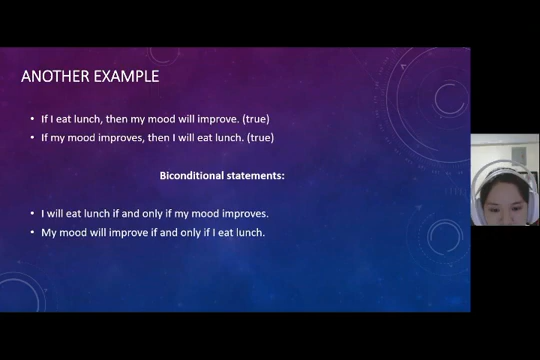 ANOTHER EXAMPLE
• If I eat lunch, then my mood will improve. (true)
• If my mood improves, then I will eat lunch. (true)
Biconditional statements:
• I will eat lunch if and only if my mood improves.
• My mood will improve if and only if I eat lunch.